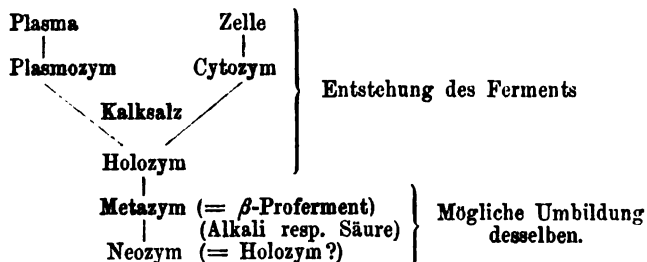 Plasma Zelle
Plasmozym Cytozym
Entstehung des Ferments
Kalksalz
Holozym
Metazym (= β-Proferment)
(Alkali resp. Säure)
Mögliche Umbildung
desselben.
Neozym (= Holozym?)